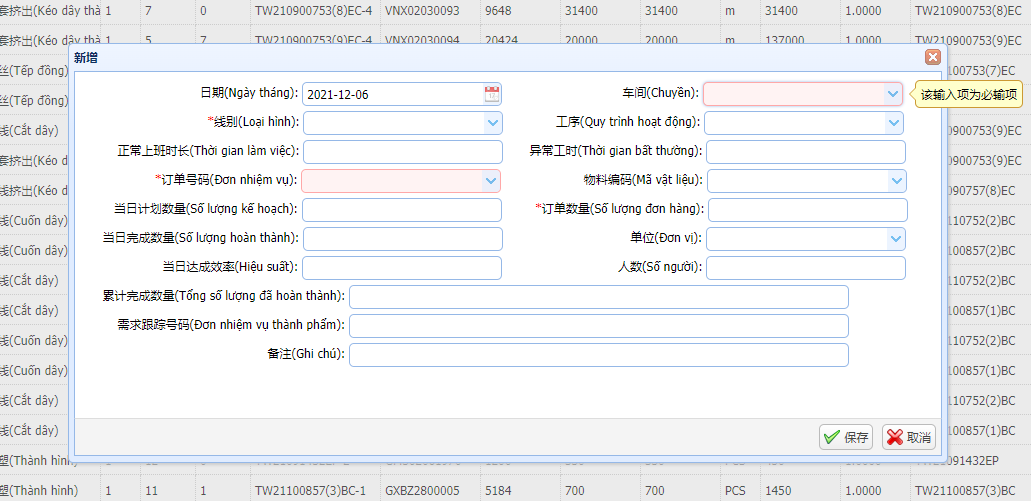 套挤出(Kéo dây thà 1 7 0 TW210900753(8)EC-4 VNX02030093 9648 31400 31400 m 31400 1.0000 TW210900753(8)EC
套挤出(Kéo dây thà 1 5 7 TW210900753(9)EC-4 VNX02030094 20424 20000 20000 m 137000 1.0000 TW210900753(9)EC
新增
丝(Tếp đồng) 100753(7)EC
日期(Ngày tháng): 2021-12-06 车间(Chuyền): 该输入项为必输项
丝(Tếp đồng)
*线别(Loại hình): 工序(Quy trình hoạt động):
线(Cắt dây) 900753(9)EC
正常上班时长(Thời gian làm việc): 异常工时(Thời gian bất thường):
套挤出(Kéo d 900753(9)EC
*订单号码(Đơn nhiệm vụ): 物料编码(Mã vật liệu):
线挤出(Kéo d 090757(8)EC
当日计划数量(Số lượng kế hoạch): *订单数量(Số lượng đơn hàng):
线(Cuốn dây) 110752(2)BC
当日完成数量(Số lượng hoàn thành): 单位(Đơn vị):
线(Cuốn dây) 100857(2)BC
当日达成效率(Hiệu suất): 人数(Số người):
线(Cắt dây) 110752(2)BC
累计完成数量(Tổng số lượng đã hoàn thành):
线(Cắt dây) 100857(1)BC
需求跟踪号码(Đơn nhiệm vụ thành phẩm):
线(Cuốn dây) 110752(2)BC
备注(Ghi chú):
线(Cuốn dây) 100857(1)BC
线(Cắt dây) 110752(2)BC
线(Cắt dây) 100857(1)BC
保存 取消
塑(Thành hình) 1.0000
塑(Thành hình) 1 11 1 TW21100857(3)BC-1 GXBZ2800005 5184 700 700 PCS 1450 1.0000 TW21100857(3)BC